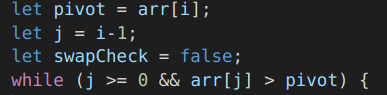 let pivot = arr[i];
let j = i-1;
let swapCheck = false;
while (j >= 0 && arr[j] > pivot) {